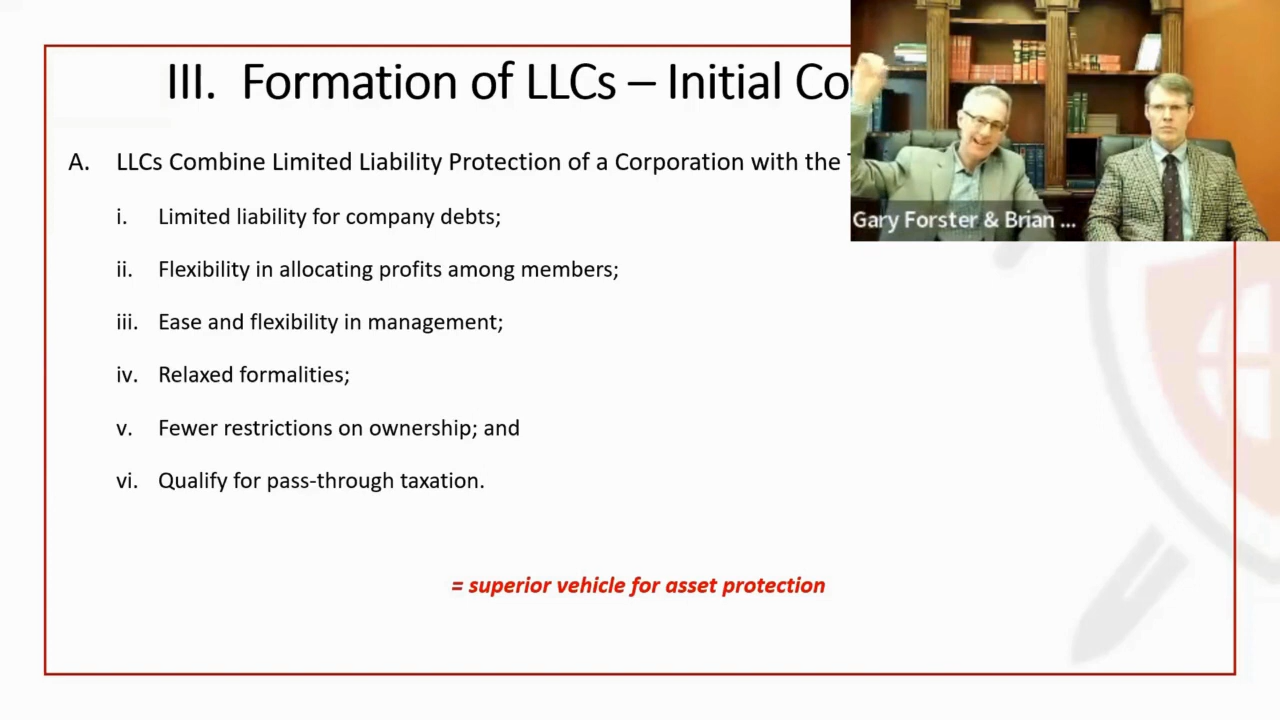 III. Formation of LLCs – Initial Co
A. LLCs Combine Limited Liability Protection of a Corporation with the
i. Limited liability for company debts;
ii. Flexibility in allocating profits among members;
iii. Ease and flexibility in management;
iv. Relaxed formalities;
v. Fewer restrictions on ownership; and
vi. Qualify for pass-through taxation.
= superior vehicle for asset protection
Gary Forster & Brian ...